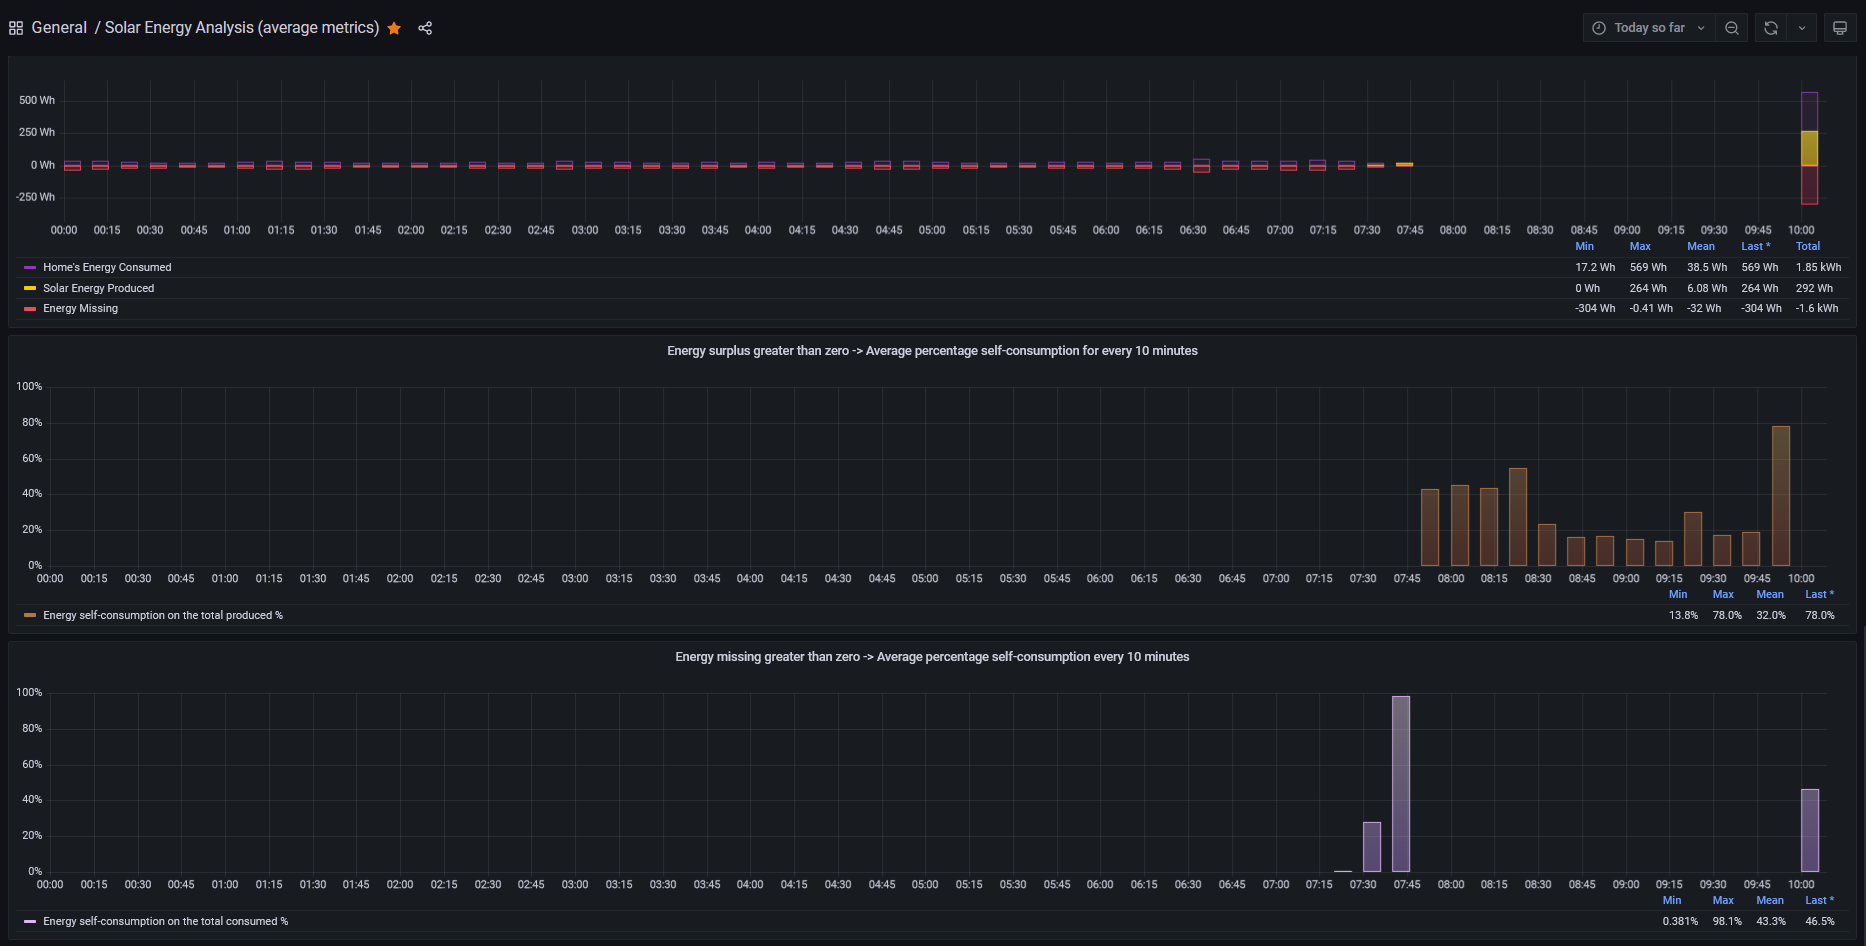 General / Solar Energy Analysis (average metrics)
Today so far
500 Wh
250 Wh
0 Wh
-250 Wh
00:00 00:15 00:30 00:45 01:00 01:15 01:30 01:45 02:00 02:15 02:30 02:45 03:00 03:15 03:30 03:45 04:00 04:15 04:30 04:45 05:00 05:15 05:30 05:45 06:00 06:15 06:30 06:45 07:00 07:15 07:30 07:45 08:00 08:15 08:30 08:45 09:00 09:15 09:30 09:45 10:00
Min Max Mean Last * Total
Home's Energy Consumed 17.2 Wh 569 Wh 38.5 Wh 569 Wh 1.85 kWh
Solar Energy Produced 0 Wh 264 Wh 6.08 Wh 264 Wh 292 Wh
Energy Missing -304 Wh -0.41 Wh -32 Wh -304 Wh -1.6 kWh
Energy surplus greater than zero -> Average percentage self-consumption for every 10 minutes
100%
80%
60%
40%
20%
0%
00:00 00:15 00:30 00:45 01:00 01:15 01:30 01:45 02:00 02:15 02:30 02:45 03:00 03:15 03:30 03:45 04:00 04:15 04:30 04:45 05:00 05:15 05:30 05:45 06:00 06:15 06:30 06:45 07:00 07:15 07:30 07:45 08:00 08:15 08:30 08:45 09:00 09:15 09:30 09:45 10:00
Min Max Mean Last *
Energy self-consumption on the total produced % 13.8% 78.0% 32.0% 78.0%
Energy missing greater than zero -> Average percentage self-consumption every 10 minutes
100%
80%
60%
40%
20%
0%
00:00 00:15 00:30 00:45 01:00 01:15 01:30 01:45 02:00 02:15 02:30 02:45 03:00 03:15 03:30 03:45 04:00 04:15 04:30 04:45 05:00 05:15 05:30 05:45 06:00 06:15 06:30 06:45 07:00 07:15 07:30 07:45 08:00 08:15 08:30 08:45 09:00 09:15 09:30 09:45 10:00
Min Max Mean Last *
Energy self-consumption on the total consumed % 0.381% 98.1% 43.3% 46.5%